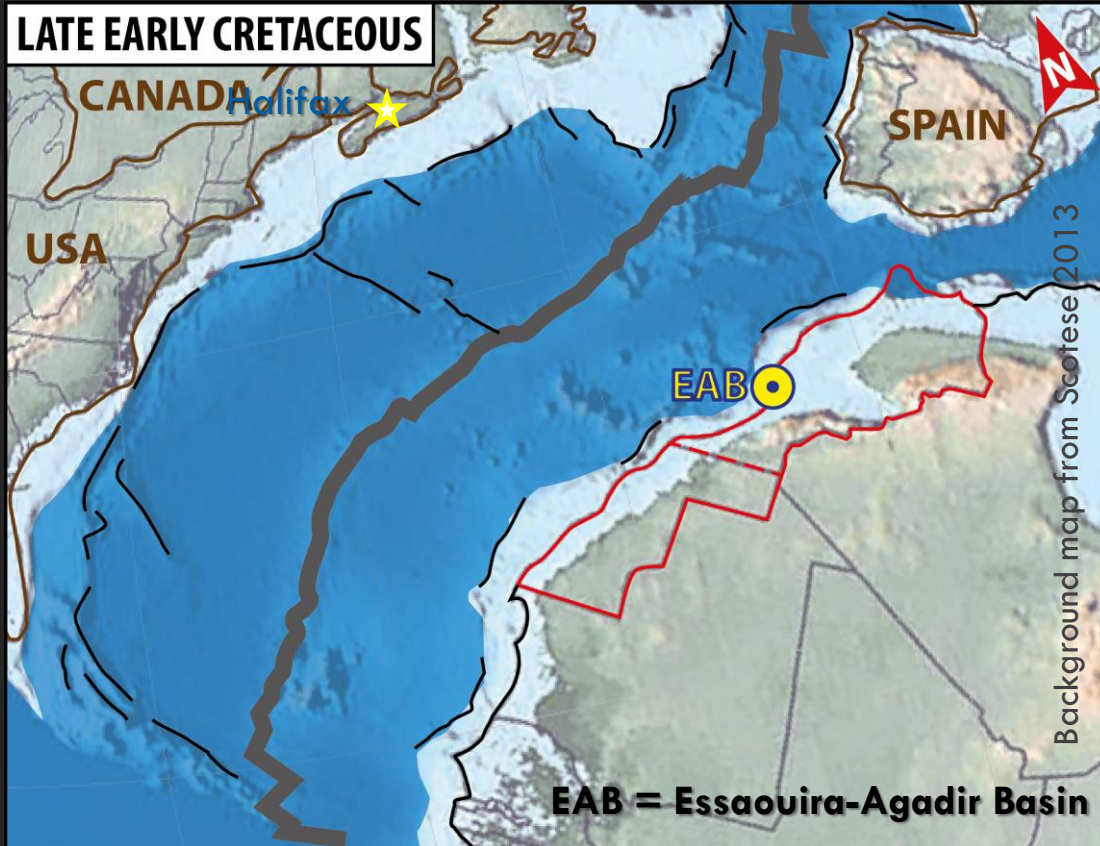 LATE EARLY CRETACEOUS
CANADA
Halifax
N
SPAIN
USA
EAB
Background map from Scotese 2013
EAB = Essaouira-Agadir Basin